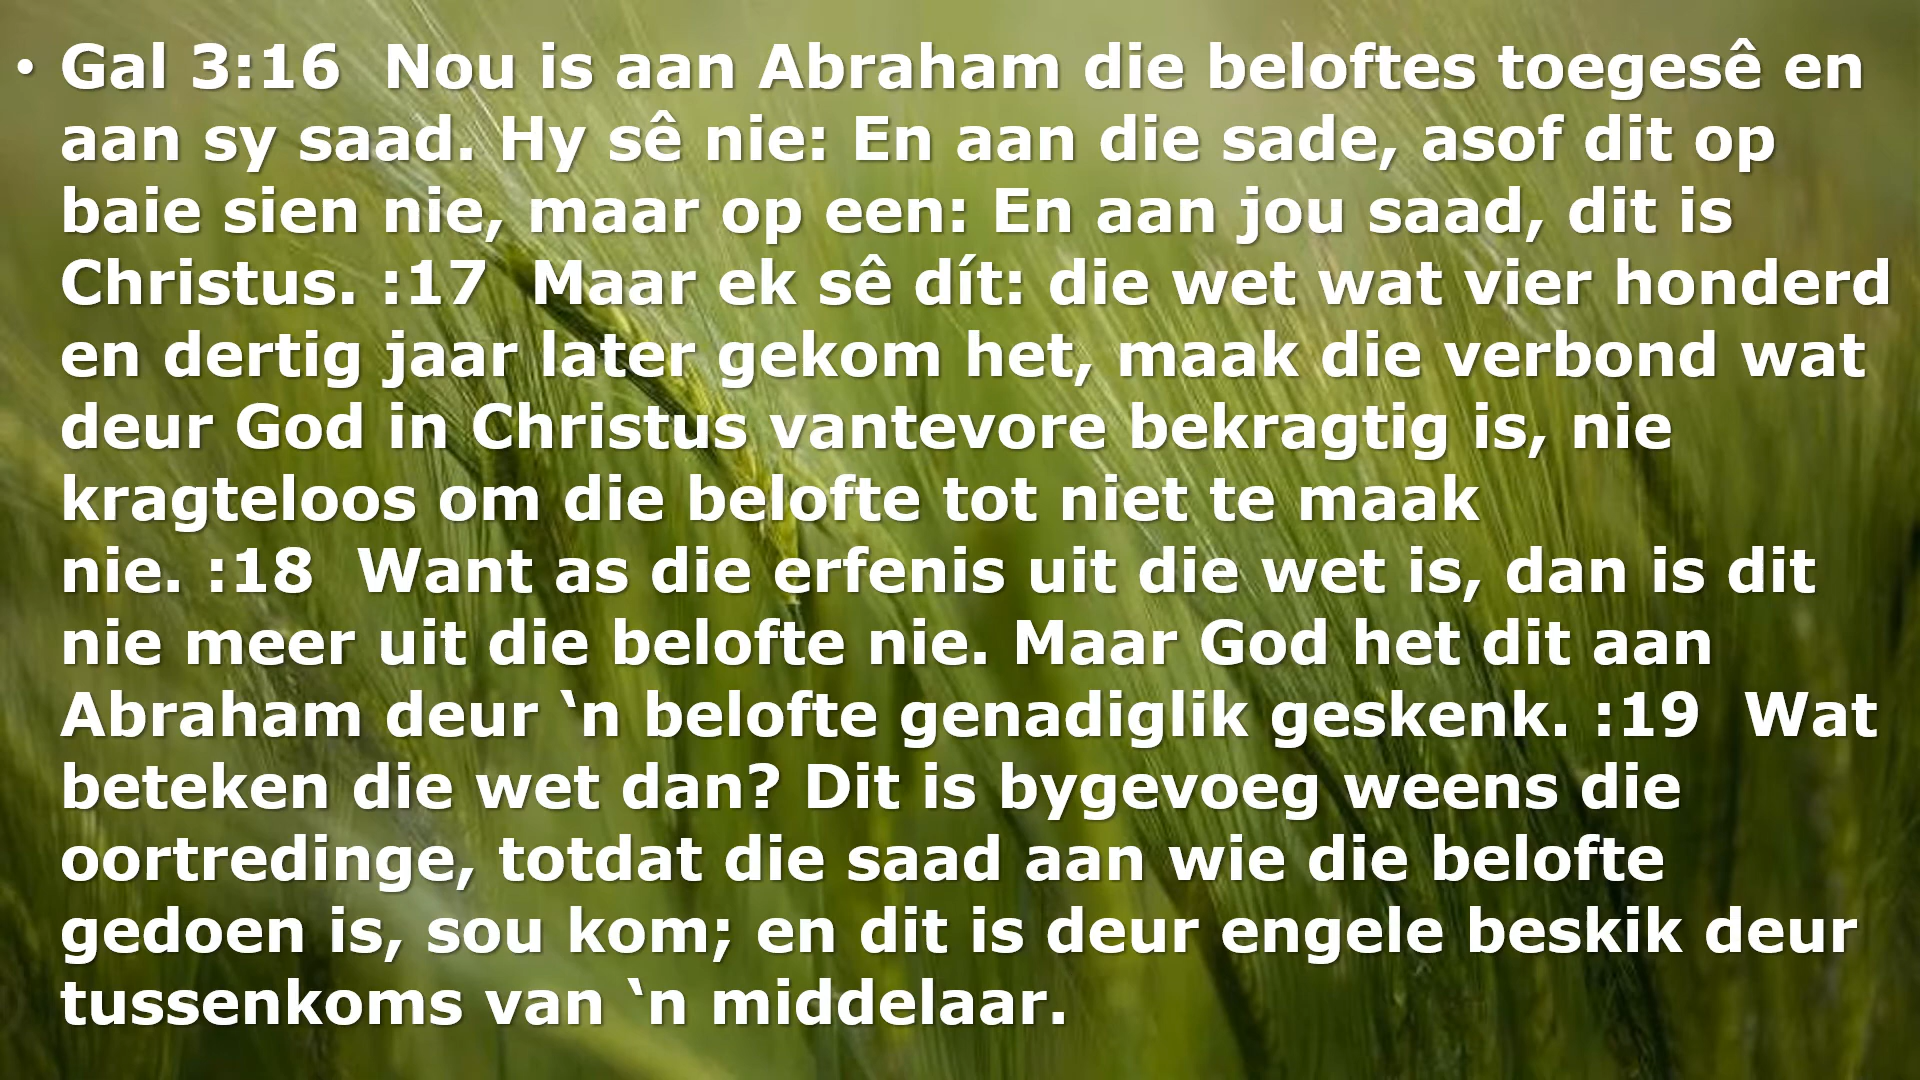 • Gal 3:16  Nou is aan Abraham die beloftes toegesê en
aan sy saad. Hy sê nie: En aan die sade, asof dit op
baie sien nie, maar op een: En aan jou saad, dit is
Christus. :17  Maar ek sê dít: die wet wat vier honderd
en dertig jaar later gekom het, maak die verbond wat
deur God in Christus vantevore bekragtig is, nie
kragteloos om die belofte tot niet te maak
nie. :18  Want as die erfenis uit die wet is, dan is dit
nie meer uit die belofte nie. Maar God het dit aan
Abraham deur ‘n belofte genadiglik geskenk. :19  Wat
beteken die wet dan? Dit is bygevoeg weens die
oortredinge, totdat die saad aan wie die belofte
gedoen is, sou kom; en dit is deur engele beskik deur
tussenkoms van ‘n middelaar.